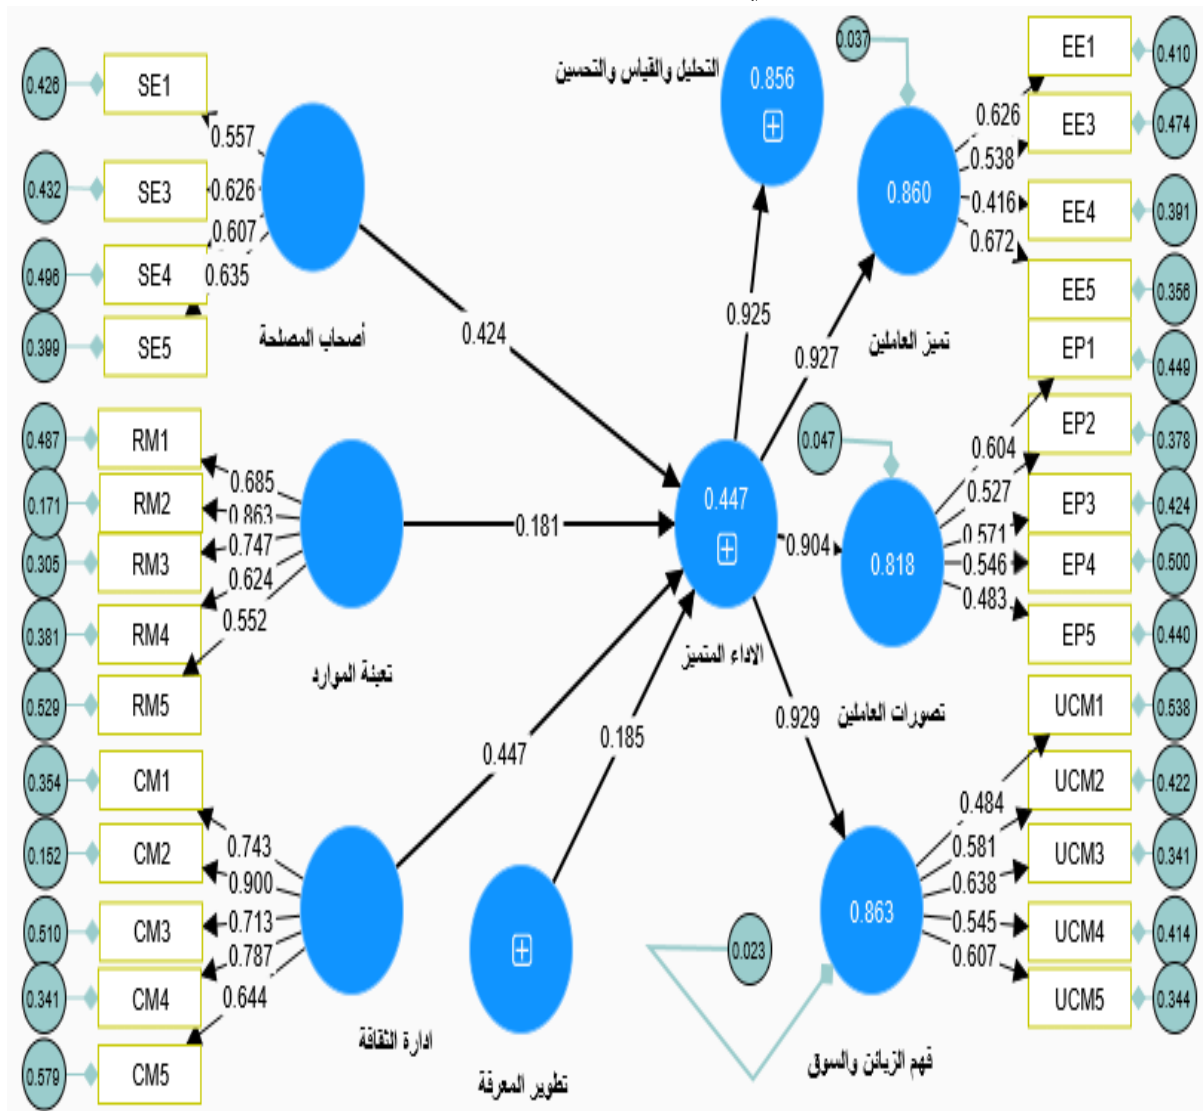 0.426
SE1
0.557
0.432
SE3
0.626
0.607
0.496
SE4
0.635
0.399
SE5
أصحاب المصلحة
0.424
0.487
RM1
0.685
0.171
RM2
0.863
0.305
RM3
0.747
0.624
0.381
RM4
0.552
0.529
RM5
تعبئة الموارد
0.181
0.354
CM1
0.743
0.152
CM2
0.900
0.510
CM3
0.713
0.787
0.341
CM4
0.644
0.579
CM5
ادارة الثقافة
0.447
تطوير المعرفة
0.185
0.447
الاداء المتميز
التحليل والقياس والتحسين
0.856
0.925
0.037
0.860
تميز العاملين
0.927
0.626
EE1
0.410
0.538
EE3
0.474
0.416
EE4
0.391
0.672
EE5
0.356
0.047
0.904
0.818
تصورات العاملين
0.604
EP1
0.449
0.527
EP2
0.378
0.571
EP3
0.424
0.546
EP4
0.500
0.483
EP5
0.440
0.929
0.863
0.023
فهم الزبائن والسوق
0.484
UCM1
0.538
0.581
UCM2
0.422
0.638
UCM3
0.341
0.545
UCM4
0.414
0.607
UCM5
0.344